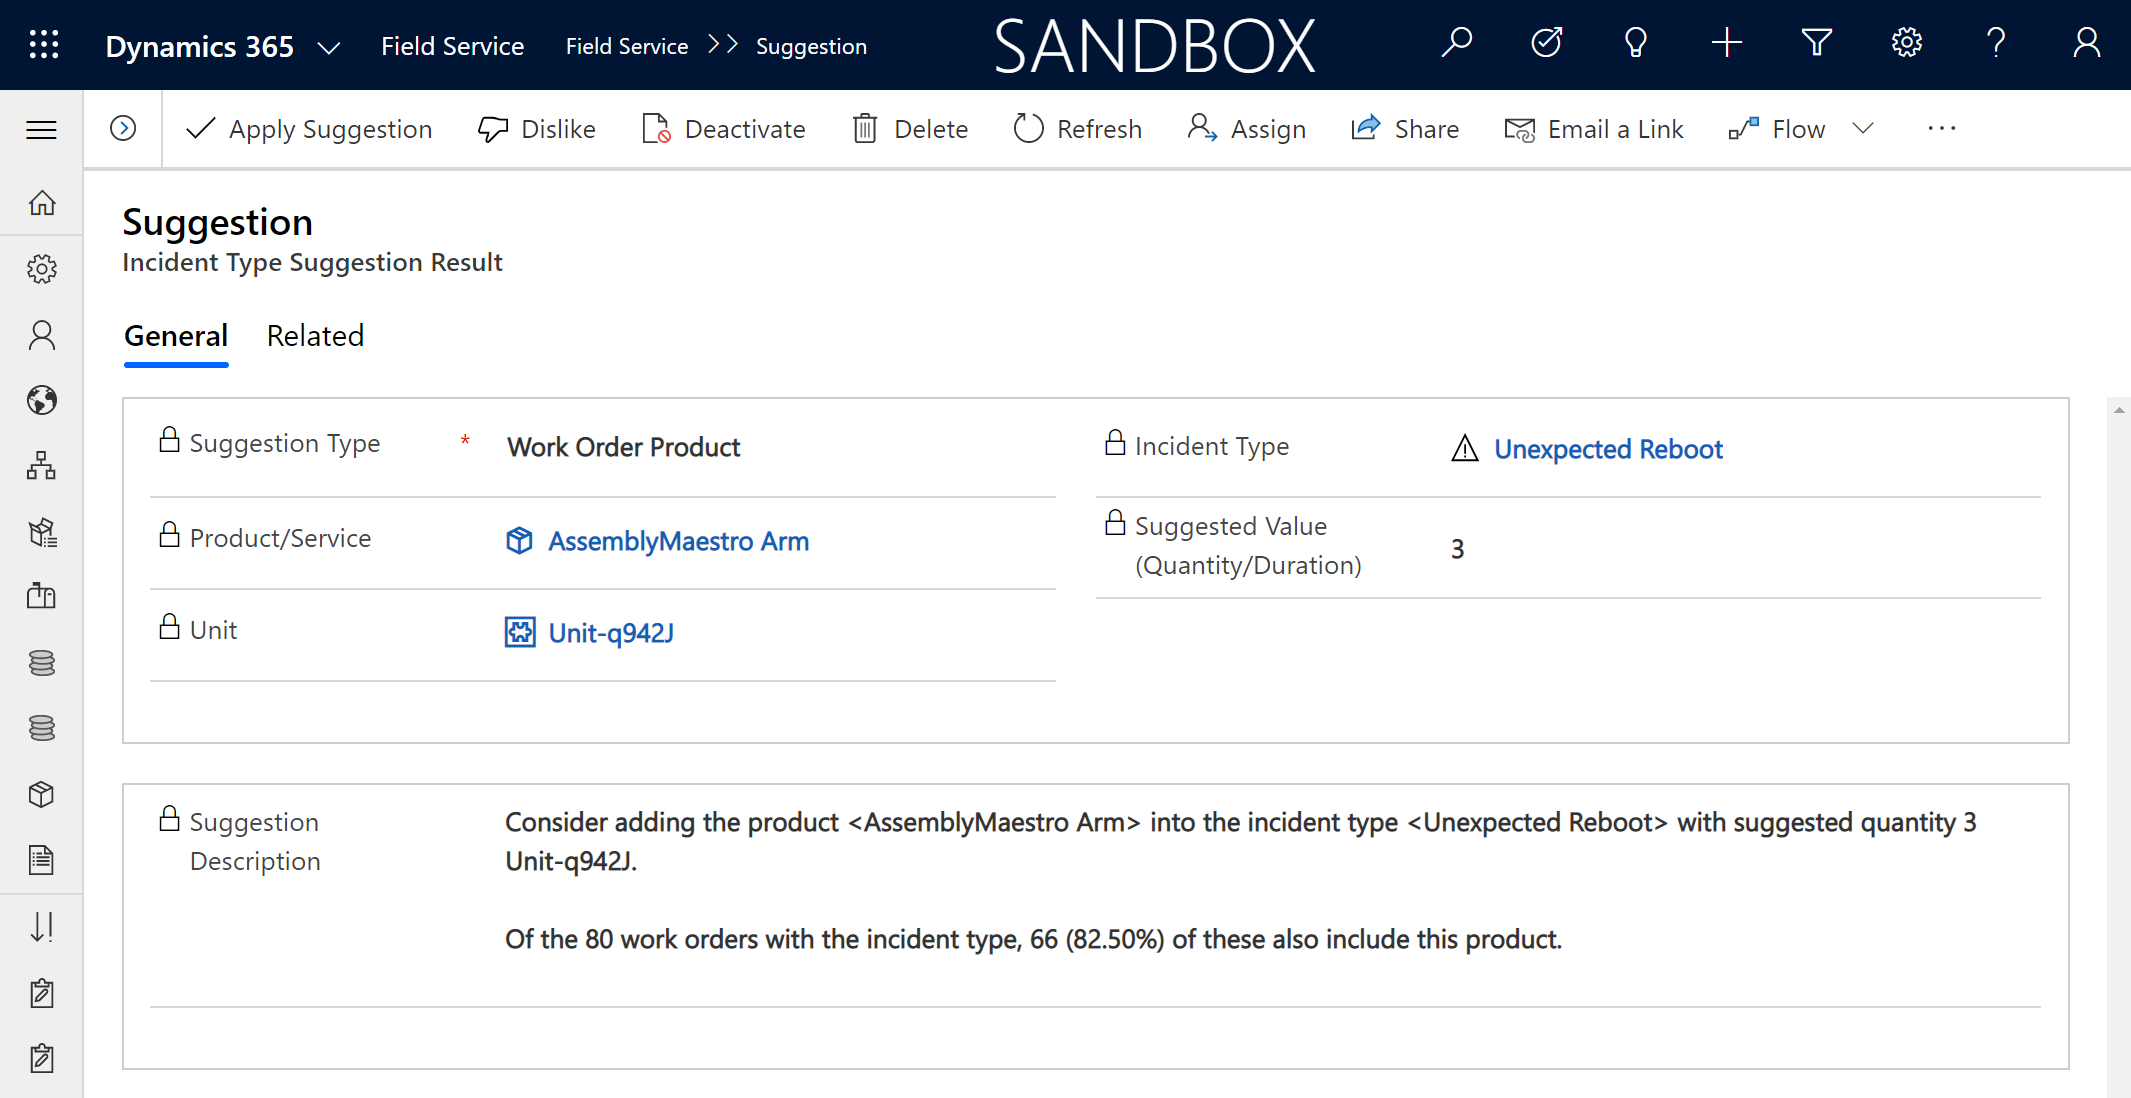 Dynamics 365 Field Service Field Service >> Suggestion SANDBOX
Apply Suggestion Dislike Deactivate Delete Refresh Assign Share Email a Link Flow ...
Suggestion
Incident Type Suggestion Result
General Related
Suggestion Type * Work Order Product
Incident Type Unexpected Reboot
Product/Service AssemblyMaestro Arm
Suggested Value
(Quantity/Duration) 3
Unit Unit-q942J
Suggestion
Description
Consider adding the product <AssemblyMaestro Arm> into the incident type <Unexpected Reboot> with suggested quantity 3
Unit-q942J.
Of the 80 work orders with the incident type, 66 (82.50%) of these also include this product.